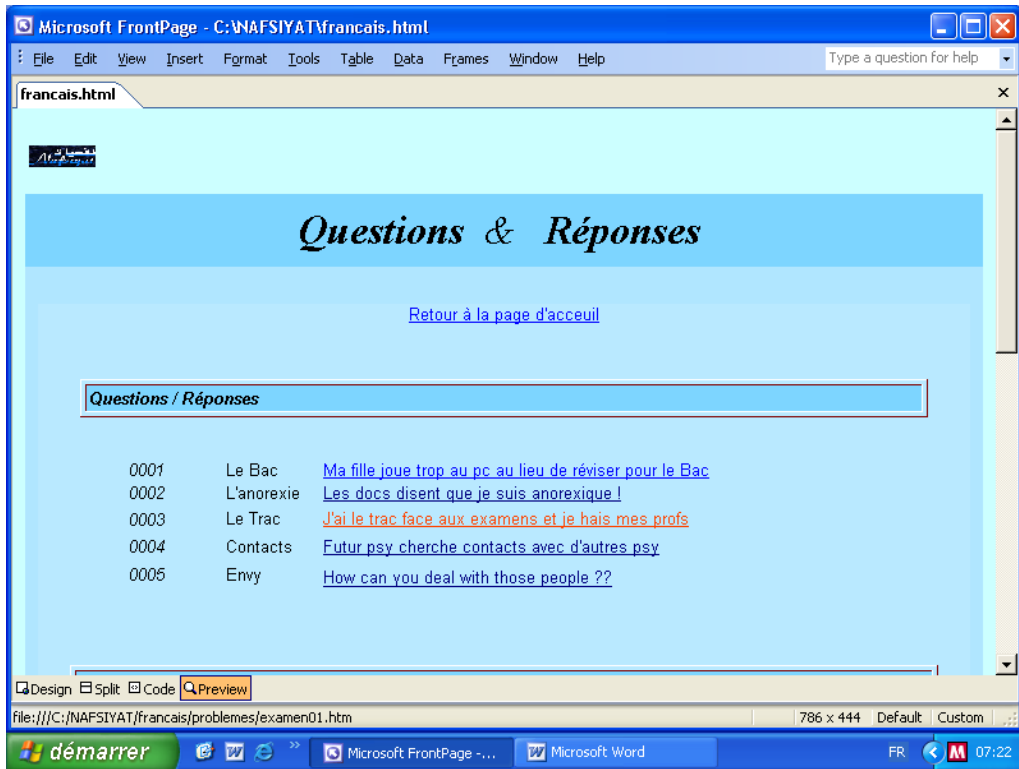 Microsoft FrontPage - C:\NAFSIYAT\francais.html
File Edit View Insert Format Tools Table Data Frames Window Help Type a question for help
francais.html
Questions & Réponses
Retour à la page d'acceuil
Questions / Réponses
0001 Le Bac Ma fille joue trop au pc au lieu de réviser pour le Bac
0002 L'anorexie Les docs disent que je suis anorexique !
0003 Le Trac J'ai le trac face aux examens et je hais mes profs
0004 Contacts Futur psy cherche contacts avec d'autres psy
0005 Envy How can you deal with those people ??
Design Split Code Preview
file:///C:/NAFSIYAT/francais/problemes/examen01.htm 786 x 444 Default Custom
démarrer Microsoft FrontPage -... Microsoft Word FR 07:22